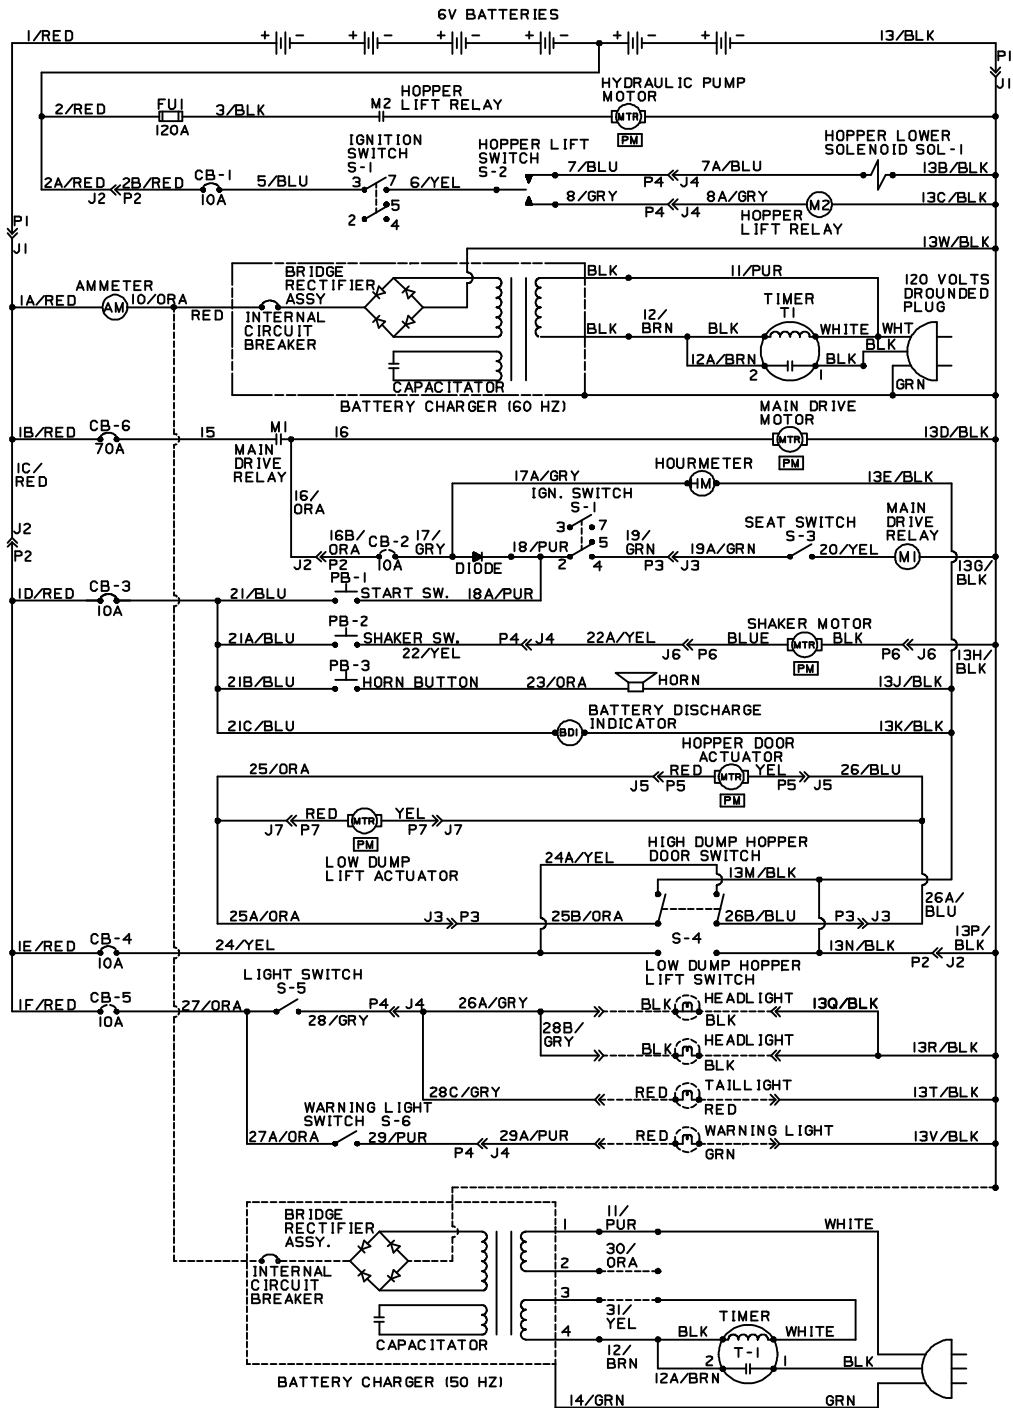 6V BATTERIES
1/RED
+ + + + + +
13/BLK
P1
J1
2/RED
FU1
120A
3/BLK
M2
HOPPER
LIFT RELAY
HYDRAULIC PUMP
MOTOR
MTR
PM
IGNITION
SWITCH
S-1
HOPPER LIFT
SWITCH
S-2
HOPPER LOWER
SOLENOID SOL-1
2A/RED
J2
P2
2B/RED
CB-1
10A
5/BLU
3
7
5
2
4
6/YEL
7/BLU
P4
J4
7A/BLU
13B/BLK
8/GRY
P4
J4
8A/GRY
M2
HOPPER
LIFT RELAY
13C/BLK
P1
J1
13W/BLK
AMMETER
1A/RED
AM
10/ORA
RED
BRIDGE
RECTIFIER
ASSY
INTERNAL
CIRCUIT
BREAKER
CAPACITATOR
BATTERY CHARGER (60 HZ)
BLK
11/PUR
BLK
12/
BRN
BLK
TIMER
T1
WHITE
WHT
BLK
12A/BRN
2
1
BLK
GRN
120 VOLTS
DROUNDED
PLUG
1B/RED
CB-6
70A
15
M1
MAIN
DRIVE
RELAY
16
MAIN DRIVE
MOTOR
MTR
PM
13D/BLK
1C/
RED
HOURMETER
17A/GRY
HM
13E/BLK
16/
ORA
IGN. SWITCH
S-1
3
7
5
2
4
J2
P2
16B/
ORA
J2
P2
CB-2
10A
17/
GRY
DIODE
18/PUR
19/
GRN
P3
J3
19A/GRN
SEAT SWITCH
S-3
20/YEL
MAIN
DRIVE
RELAY
M1
13G/
BLK
1D/RED
CB-3
10A
21/BLU
PB-1
START SW.
18A/PUR
21A/BLU
PB-2
SHAKER SW.
22/YEL
P4
J4
22A/YEL
J6
P6
BLUE
SHAKER MOTOR
MTR
PM
BLK
P6
J6
13H/
BLK
21B/BLU
PB-3
HORN BUTTON
23/ORA
HORN
13J/BLK
21C/BLU
BDI
BATTERY DISCHARGE
INDICATOR
13K/BLK
HOPPER DOOR
ACTUATOR
25/ORA
J5
P5
RED
MTR
PM
YEL
P5
J5
26/BLU
J7
P7
RED
MTR
PM
YEL
P7
J7
LOW DUMP
LIFT ACTUATOR
HIGH DUMP HOPPER
DOOR SWITCH
24A/YEL
13M/BLK
26A/
BLU
25A/ORA
J3
P3
25B/ORA
26B/BLU
P3
J3
S-4
1E/RED
CB-4
10A
24/YEL
13N/BLK
13P/
BLK
P2
J2
LOW DUMP HOPPER
LIFT SWITCH
LIGHT SWITCH
S-5
1F/RED
CB-5
10A
27/ORA
28/GRY
P4
J4
26A/GRY
BLK
HEADLIGHT
BLK
13Q/BLK
28B/
GRY
BLK
HEADLIGHT
BLK
13R/BLK
28C/GRY
RED
TAILLIGHT
RED
13T/BLK
WARNING LIGHT
SWITCH S-6
27A/ORA
29/PUR
P4
J4
29A/PUR
RED
WARNING LIGHT
GRN
13V/BLK
BRIDGE
RECTIFIER
ASSY.
INTERNAL
CIRCUIT
BREAKER
CAPACITATOR
BATTERY CHARGER (50 HZ)
1
11/
PUR
WHITE
2
30/
ORA
3
31/
YEL
4
12/
BRN
BLK
TIMER
T-1
WHITE
12A/BRN
2
1
BLK
14/GRN
GRN